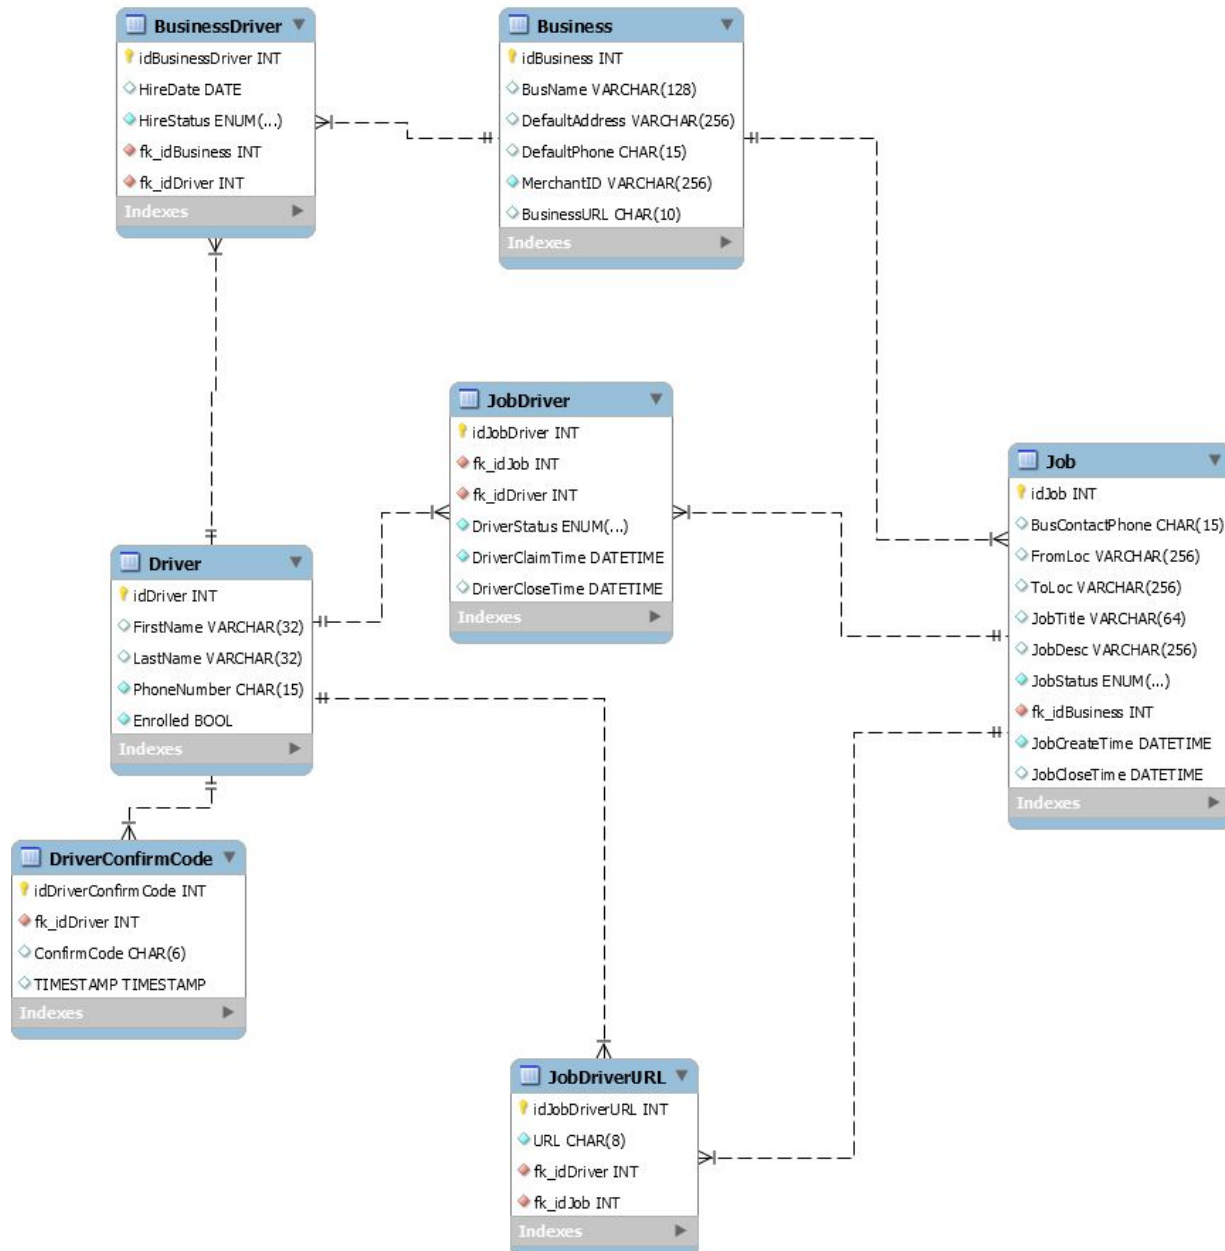 BusinessDriver
idBusinessDriver INT
HireDate DATE
HireStatus ENUM(...)
fk_idBusiness INT
fk_idDriver INT
Indexes
Business
idBusiness INT
BusName VARCHAR(128)
DefaultAddress VARCHAR(256)
DefaultPhone CHAR(15)
MerchantID VARCHAR(256)
BusinessURL CHAR(10)
Indexes
JobDriver
idJobDriver INT
fk_idJob INT
fk_idDriver INT
DriverStatus ENUM(...)
DriverClaimTime DATETIME
DriverCloseTime DATETIME
Indexes
Job
idJob INT
BusContactPhone CHAR(15)
FromLoc VARCHAR(256)
ToLoc VARCHAR(256)
JobTitle VARCHAR(64)
JobDesc VARCHAR(256)
JobStatus ENUM(...)
fk_idBusiness INT
JobCreateTime DATETIME
JobCloseTime DATETIME
Indexes
Driver
idDriver INT
FirstName VARCHAR(32)
LastName VARCHAR(32)
PhoneNumber CHAR(15)
Enrolled BOOL
Indexes
DriverConfirmCode
idDriverConfirmCode INT
fk_idDriver INT
ConfirmCode CHAR(6)
TIMESTAMP TIMESTAMP
Indexes
JobDriverURL
idJobDriverURL INT
URL CHAR(8)
fk_idDriver INT
fk_idJob INT
Indexes